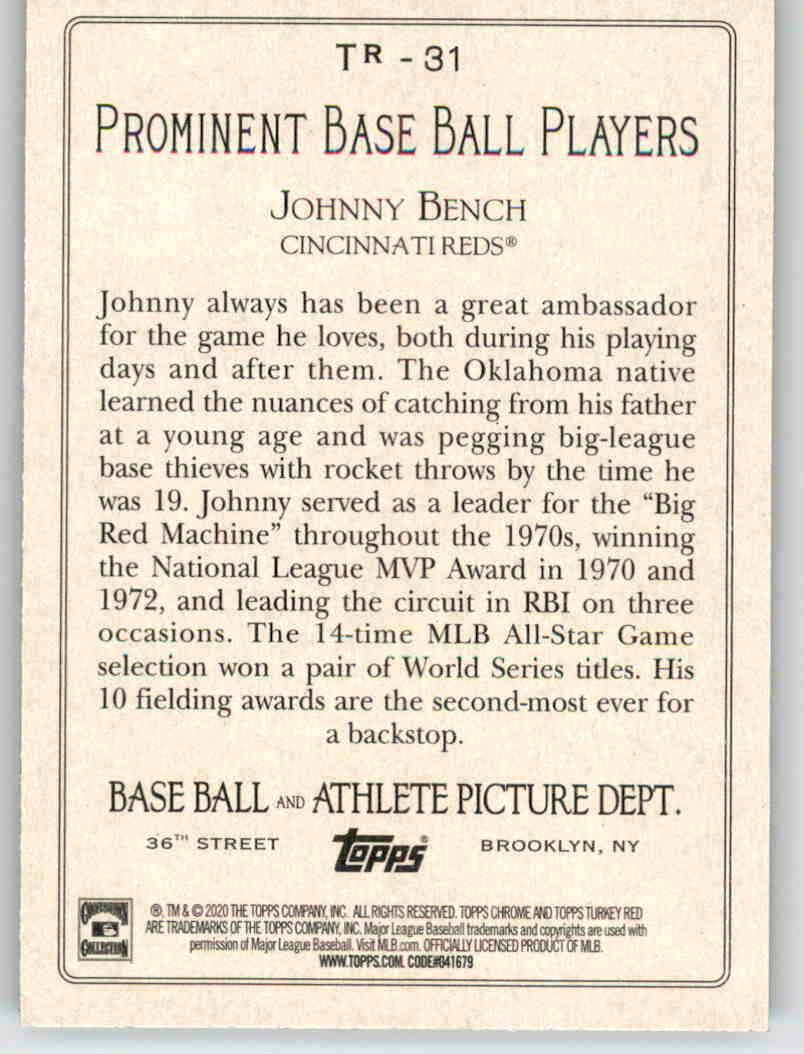 TR - 31
PROMINENT BASE BALL PLAYERS
JOHNNY BENCH
CINCINNATI REDS®
Johnny always has been a great ambassador
for the game he loves, both during his playing
days and after them. The Oklahoma native
learned the nuances of catching from his father
at a young age and was pegging big-league
base thieves with rocket throws by the time he
was 19. Johnny served as a leader for the “Big
Red Machine” throughout the 1970s, winning
the National League MVP Award in 1970 and
1972, and leading the circuit in RBI on three
occasions. The 14-time MLB All-Star Game
selection won a pair of World Series titles. His
10 fielding awards are the second-most ever for
a backstop.
BASE BALL AND ATHLETE PICTURE DEPT.
36TH STREET topps® BROOKLYN, NY
COOPERSTOWN
COLLECTION
®, TM & © 2020 THE TOPPS COMPANY, INC. ALL RIGHTS RESERVED. TOPPS CHROME AND TOPPS TURKEY RED
ARE TRADEMARKS OF THE TOPPS COMPANY, INC. Major League Baseball trademarks and copyrights are used with
permission of Major League Baseball. Visit MLB.com. OFFICIALLY LICENSED PRODUCT OF MLB.
WWW.TOPPS.COM. CODE#041679